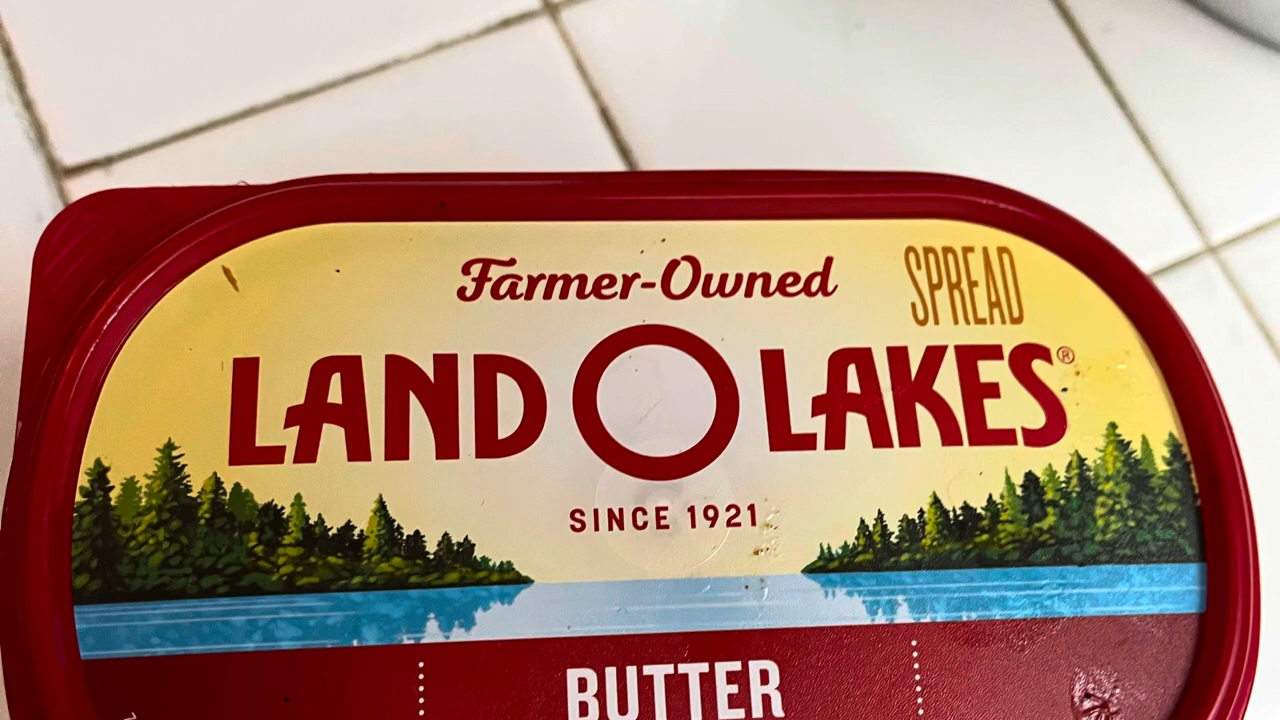 Farmer-Owned
SPREAD
LAND O LAKES®
SINCE 1921
BUTTER